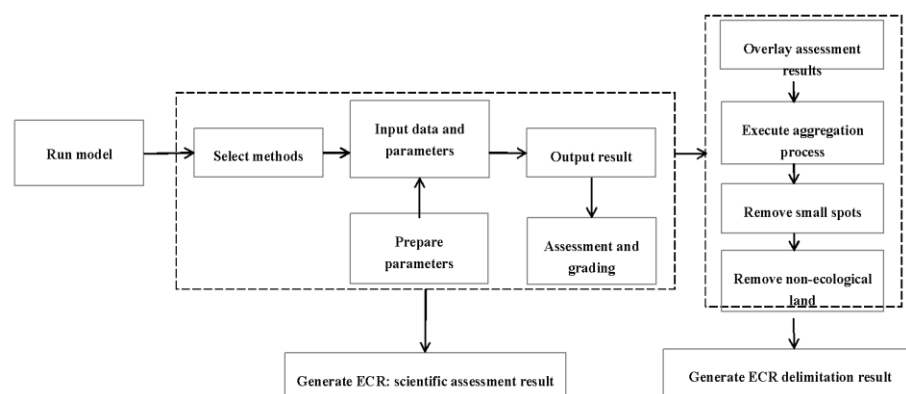 Run model
Select methods
Input data and
parameters
Prepare
parameters
Output result
Assessment and
grading
Generate ECR: scientific assessment result
Overlay assessment
results
Execute aggregation
process
Remove small spots
Remove non-ecological
land
Generate ECR delimitation result